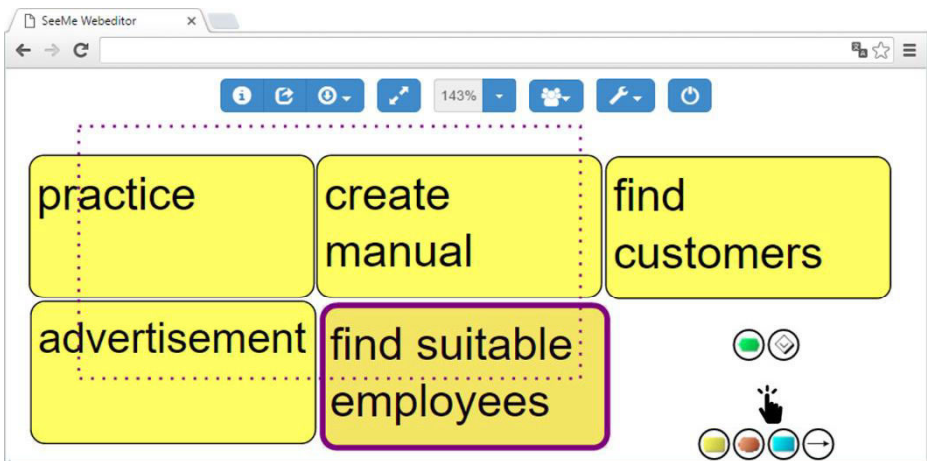 SeeMe Webeditor
143%
practice
create
manual
find
customers
advertisement
find suitable
employees